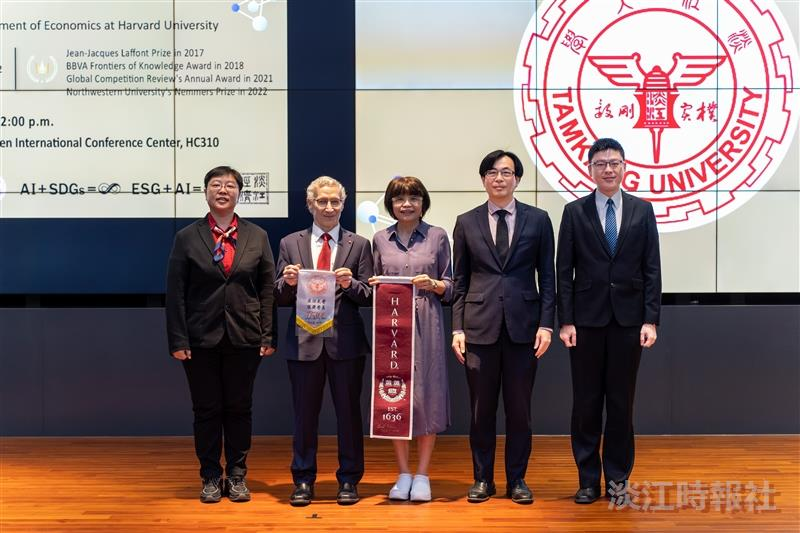 ment of Economics at Harvard University
Jean-Jacques Laffont Prize in 2017
BBVA Frontiers of Knowledge Award in 2018
Global Competition Review's Annual Award in 2021
Northwestern University's Nemmers Prize in 2022
2:00 p.m.
en International Conference Center, HC310
AI+SDGs=∞ ESG+AI=
TAMKANG UNIVERSITY
樸實剛毅
HARVARD
EST.
1636
淡江時報社